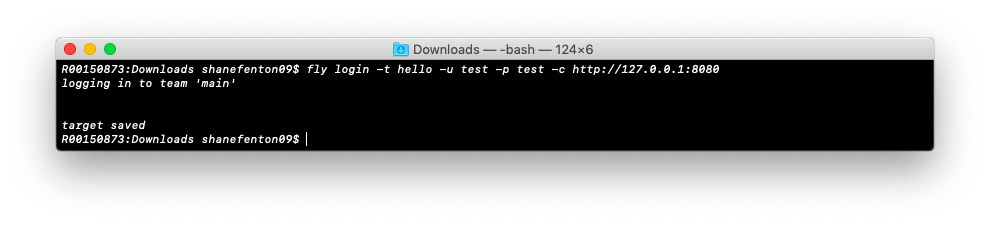 Downloads — -bash — 124×6
R00150873:Downloads shanefenton09$ fly login -t hello -u test -p test -c http://127.0.0.1:8080
logging in to team 'main'
target saved
R00150873:Downloads shanefenton09$